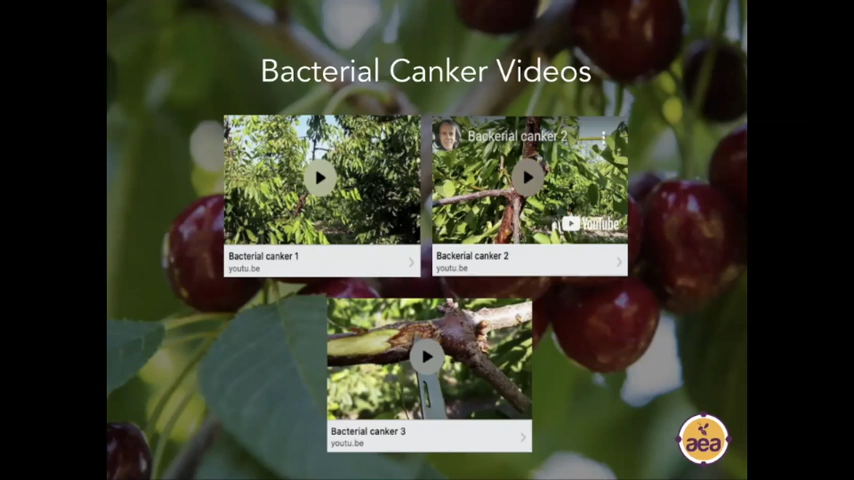 Bacterial Canker Videos
Backerial canker 2
YouTube
Bacterial canker 1
youtu.be
Backerial canker 2
youtu.be
Bacterial canker 3
youtu.be
aea